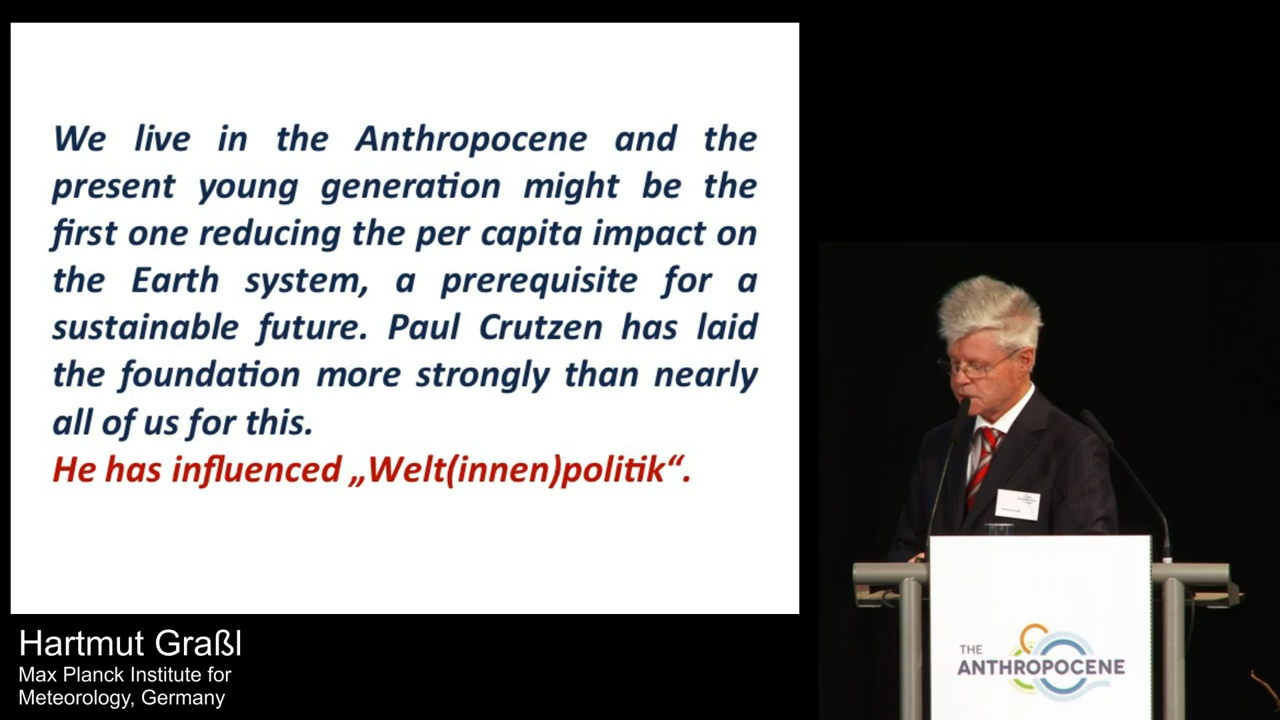 We live in the Anthropocene and the
present young generation might be the
first one reducing the per capita impact on
the Earth system, a prerequisite for a
sustainable future. Paul Crutzen has laid
the foundation more strongly than nearly
all of us for this.
He has influenced „Welt(innen)politik“.
Hartmut Graßl
Max Planck Institute for
Meteorology, Germany
THE
ANTHROPOCENE